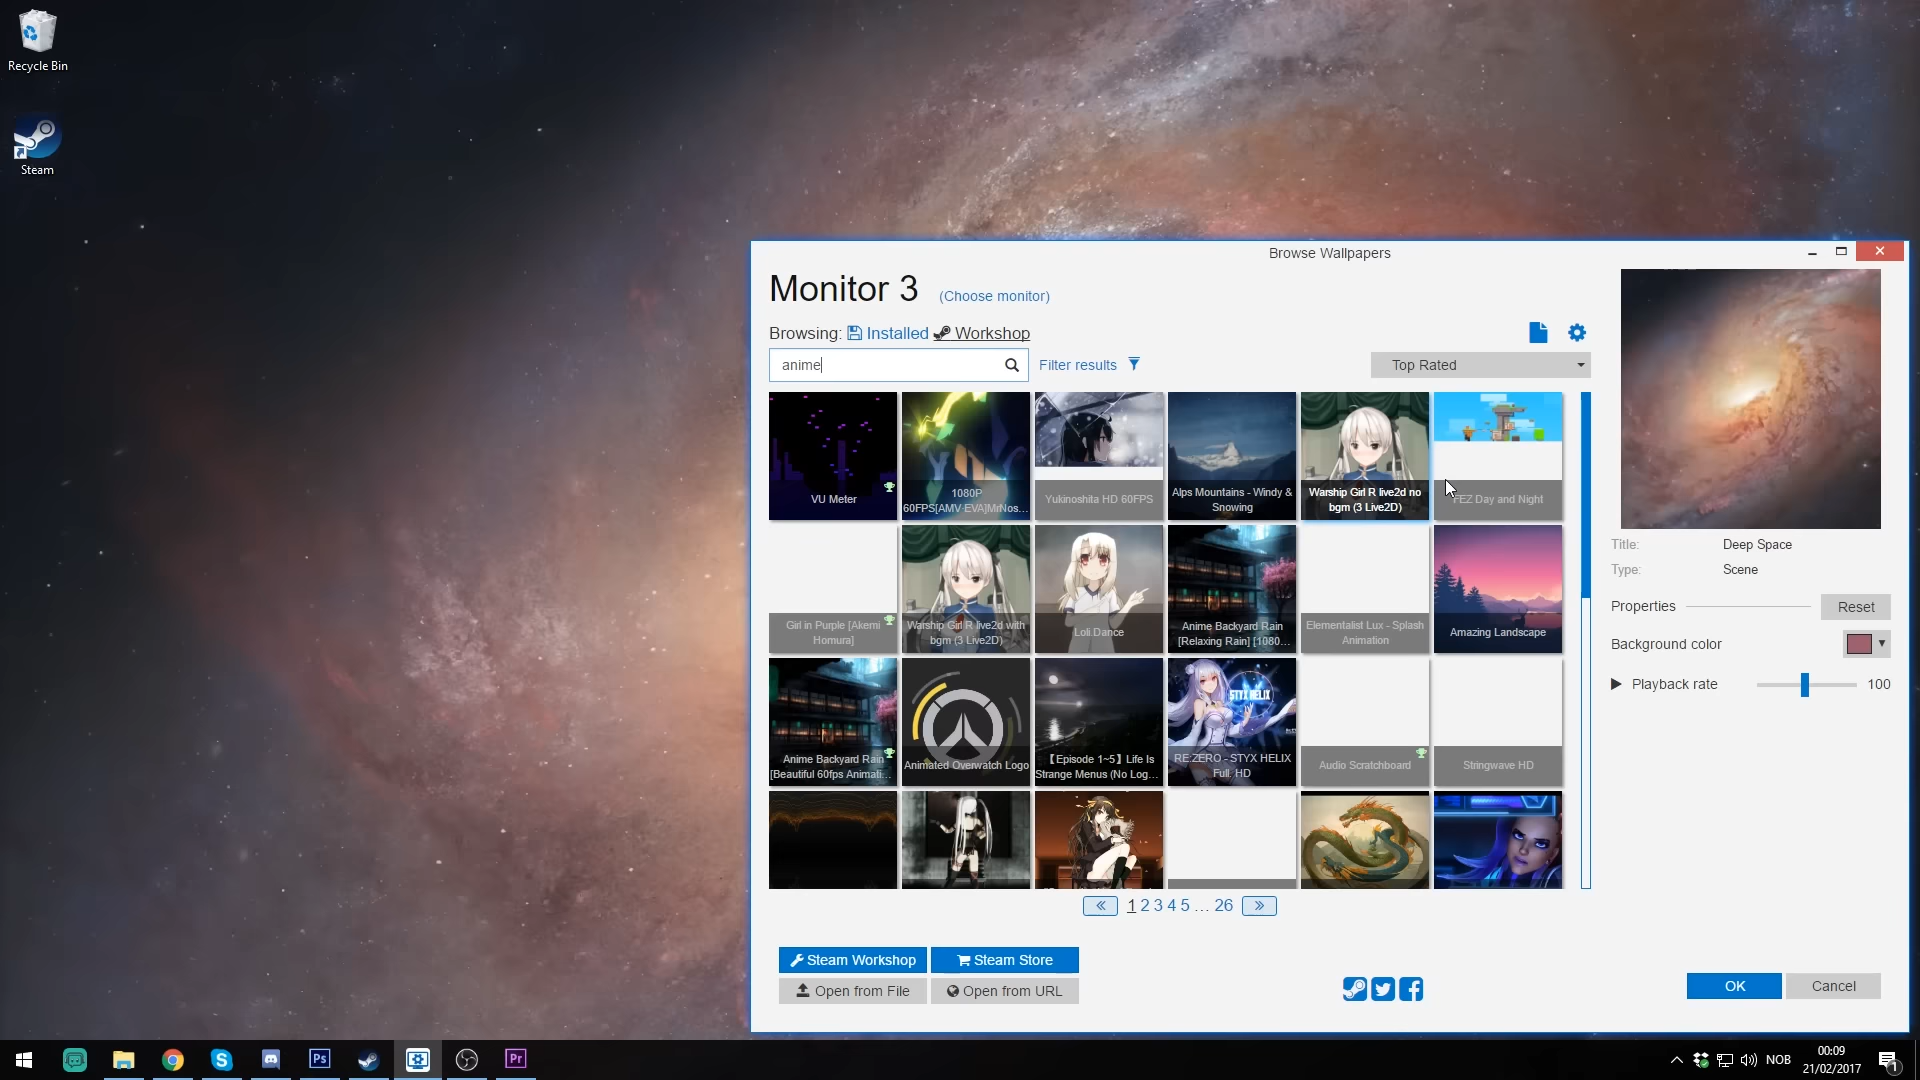 Recycle Bin
Steam
Browse Wallpapers
Monitor 3 (Choose monitor)
Browsing: Installed Workshop
anime
Filter results
Top Rated
VU Meter
1080P
60FPS[AMV EVA]MrNos...
Yukinoshita HD 60FPS
Alps Mountains - Windy &
Snowing
Warship Girl R live2d no
bgm (3 Live2D)
FEZ Day and Night
Girl in Purple [Akemi
Homura]
Warship Girl R live2d with
bgm (3 Live2D)
Loli Dance
Anime Backyard Rain
[Relaxing Rain] [1080...
Elementalist Lux - Splash
Animation
Amazing Landscape
Anime Backyard Rain
[Beautiful 60fps Animati...
Animated Overwatch Logo
【Episode 1~5】Life Is
Strange Menus (No Log...
STYX HELIX
RE:ZERO - STYX HELIX
Full. HD
Audio Scratchboard
Stringwave HD
« 1 2 3 4 5 ... 26 »
Steam Workshop
Steam Store
Open from File
Open from URL
Title: Deep Space
Type: Scene
Properties
Reset
Background color
Playback rate
100
OK
Cancel
Ps
Pr
NOB
00:09
21/02/2017
1